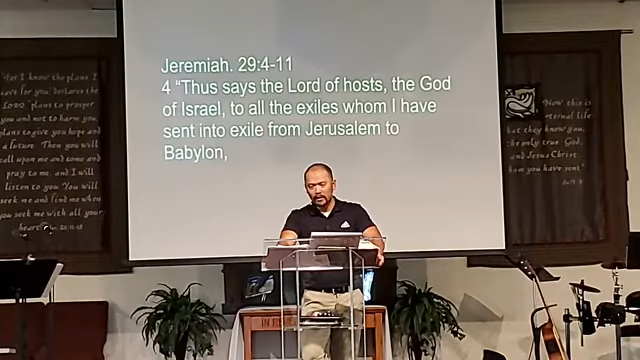 Jeremiah. 29:4-11
4 “Thus says the Lord of hosts, the God
of Israel, to all the exiles whom I have
sent into exile from Jerusalem to
Babylon,
For I know the plans I
have for you, declares the
LORD "plans to prosper
you and not to harm you,
plans to give you hope and
a future. Then you will
call upon me and come and
pray to me, and I will
listen to you. You will
seek me and find me when
you seek me with all your
heart
Now this is
eternal life
that they know you,
the only true God,
and Jesus Christ
whom you have sent